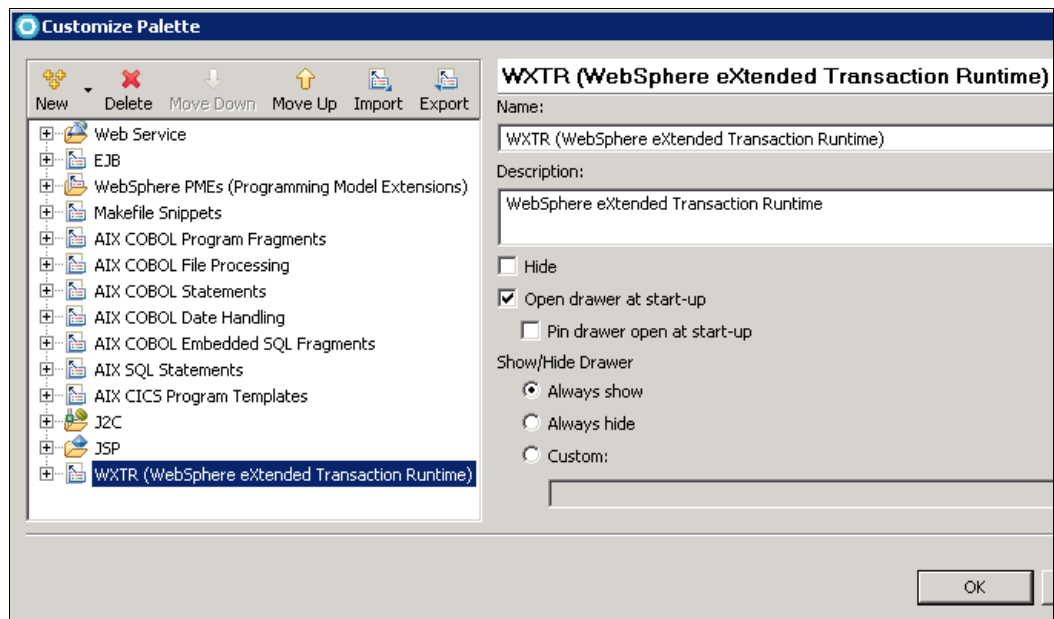 Customize Palette
New Delete Move Down Move Up Import Export
Web Service
EJB
WebSphere PMEs (Programming Model Extensions)
Makefile Snippets
AIX COBOL Program Fragments
AIX COBOL File Processing
AIX COBOL Statements
AIX COBOL Date Handling
AIX COBOL Embedded SQL Fragments
AIX SQL Statements
AIX CICS Program Templates
J2C
JSP
WXTR (WebSphere eXtended Transaction Runtime)
WXTR (WebSphere eXtended Transaction Runtime)
Name:
WXTR (WebSphere eXtended Transaction Runtime)
Description:
WebSphere eXtended Transaction Runtime
Hide
Open drawer at start-up
Pin drawer open at start-up
Show/Hide Drawer
Always show
Always hide
Custom:
OK